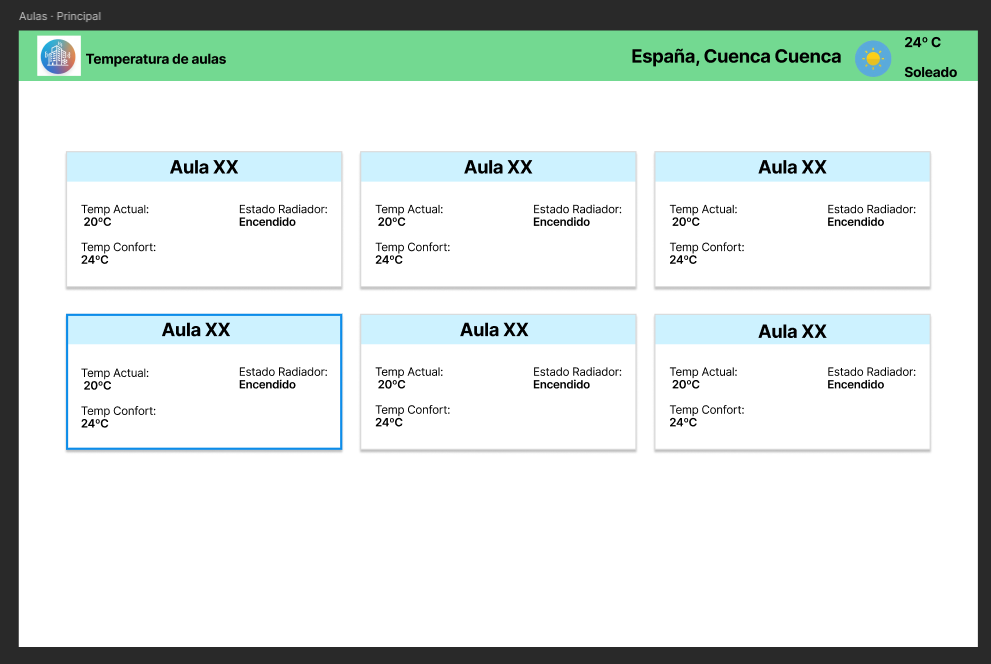 Aulas - Principal
Temperatura de aulas
España, Cuenca Cuenca
24º C
Soleado
Aula XX
Temp Actual:
20ºC
Estado Radiador:
Encendido
Temp Confort:
24ºC
Aula XX
Temp Actual:
20ºC
Estado Radiador:
Encendido
Temp Confort:
24ºC
Aula XX
Temp Actual:
20ºC
Estado Radiador:
Encendido
Temp Confort:
24ºC
Aula XX
Temp Actual:
20ºC
Estado Radiador:
Encendido
Temp Confort:
24ºC
Aula XX
Temp Actual:
20ºC
Estado Radiador:
Encendido
Temp Confort:
24ºC
Aula XX
Temp Actual:
20ºC
Estado Radiador:
Encendido
Temp Confort:
24ºC